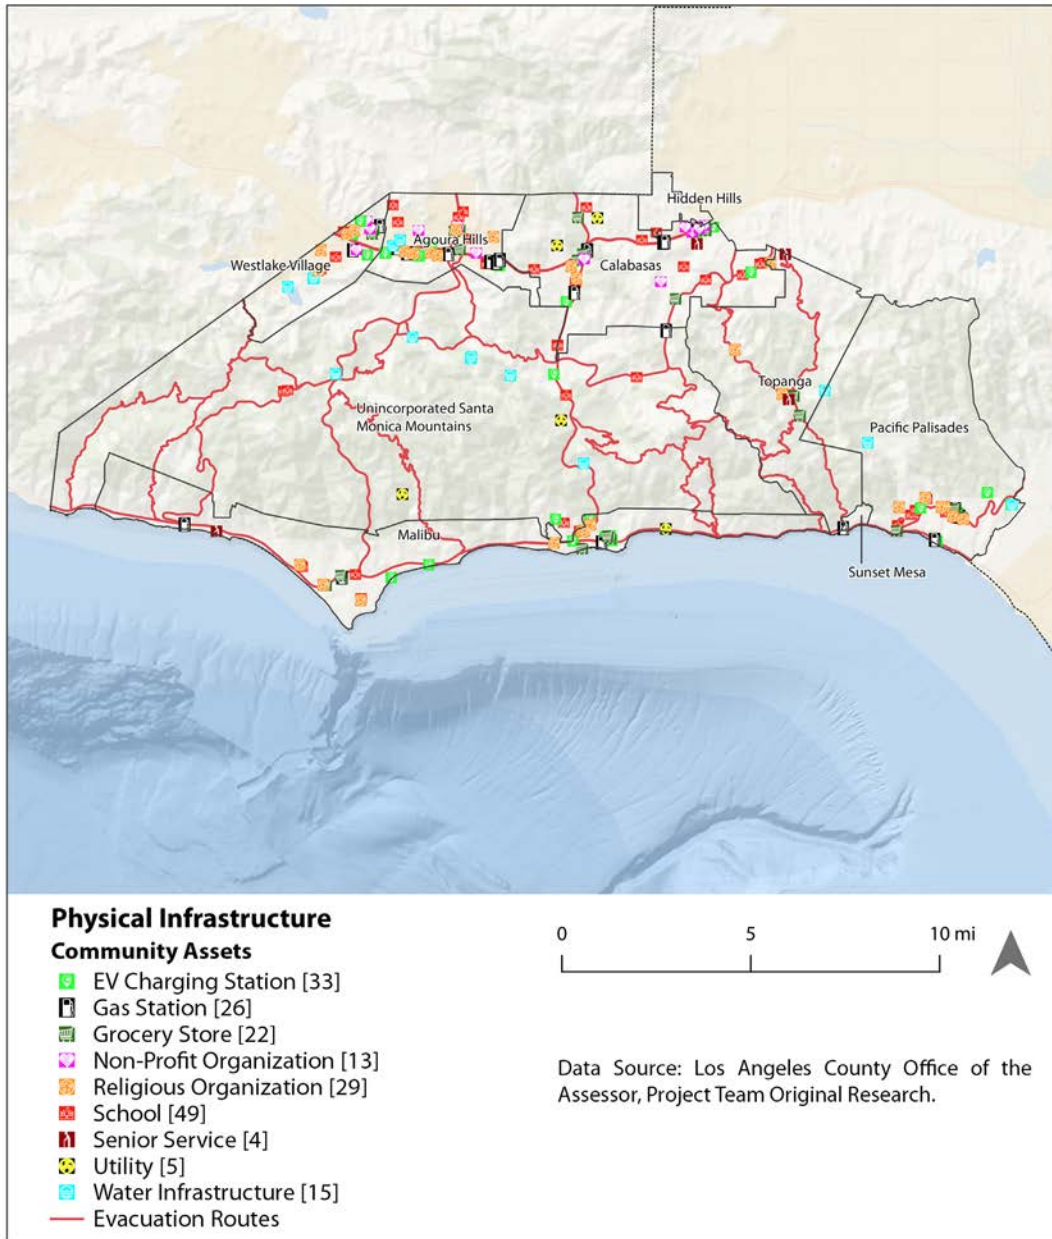 Hidden Hills
Agoura Hills
Westlake Village
Calabasas
Topanga
Unincorporated Santa
Monica Mountains
Pacific Palisades
Malibu
Sunset Mesa
Physical Infrastructure
Community Assets
EV Charging Station [33]
Gas Station [26]
Grocery Store [22]
Non-Profit Organization [13]
Religious Organization [29]
School [49]
Senior Service [4]
Utility [5]
Water Infrastructure [15]
Evacuation Routes
0 5 10 mi
Data Source: Los Angeles County Office of the
Assessor, Project Team Original Research.